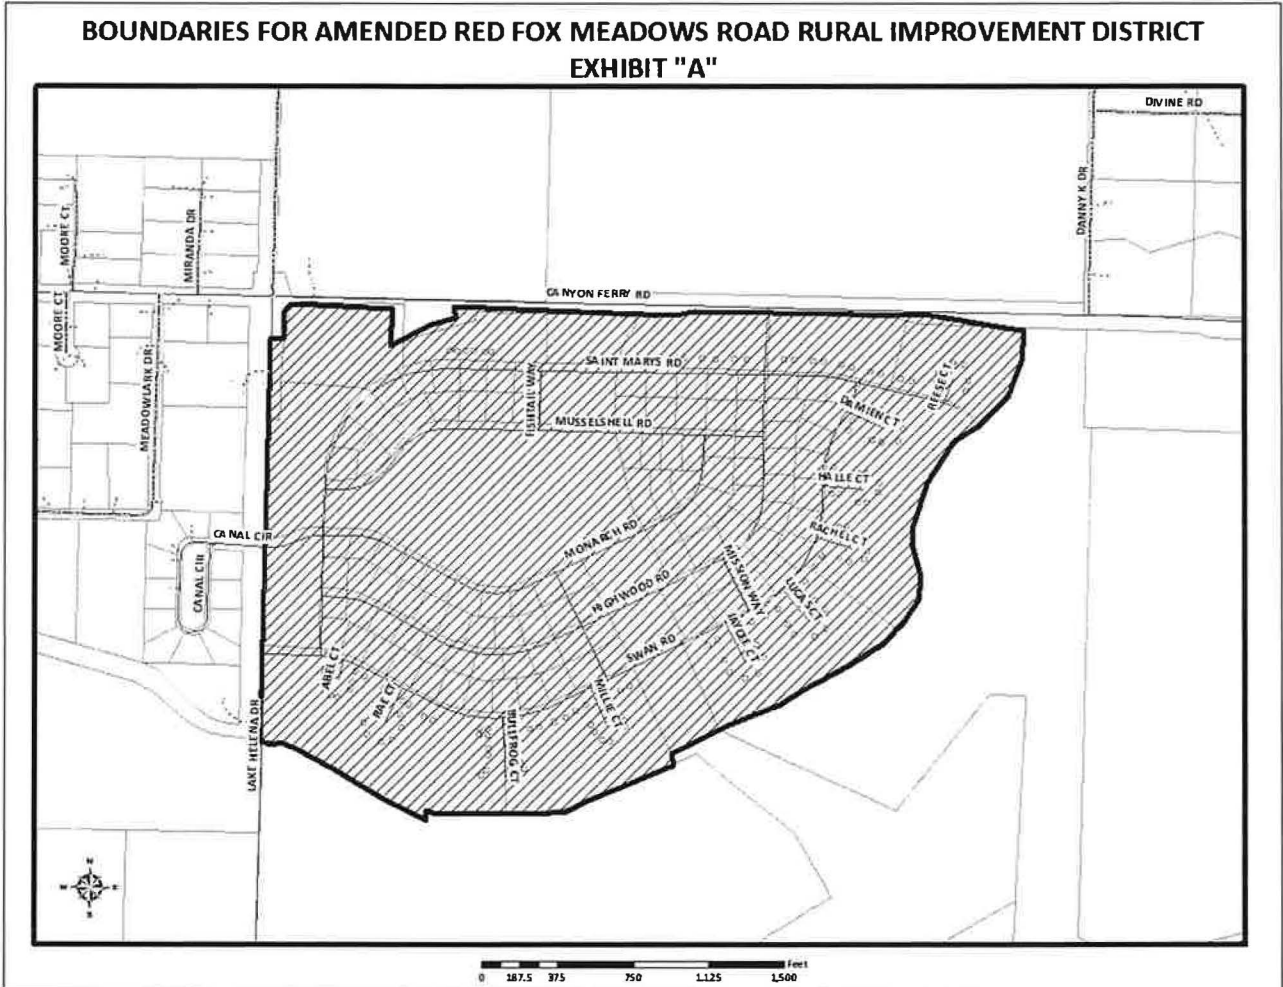 BOUNDARIES FOR AMENDED RED FOX MEADOWS ROAD RURAL IMPROVEMENT DISTRICT
EXHIBIT "A"
DIVINE RD
DANNY K DR
MOORE CT
MIRANDA DR
CANYON FERRY RD
MOORE CT
MEADOWLARK DR
SAINT MARYS RD
FISHTAIL WAY
REESE CT
DAMIEN CT
MUSSELSHELL RD
HALLE CT
RACHEL CT
CANAL CIR
MONARCH RD
CANAL CIR
MISSION WAY
HIGHWOOD RD
LUCAS CT
JAYCEE CT
SWAN RD
ABEL CT
RAE CT
MILLIE CT
BULLFROG CT
LAKE HELENA DR
N
W E
S
Feet
0 187.5 375 750 1,125 1,500